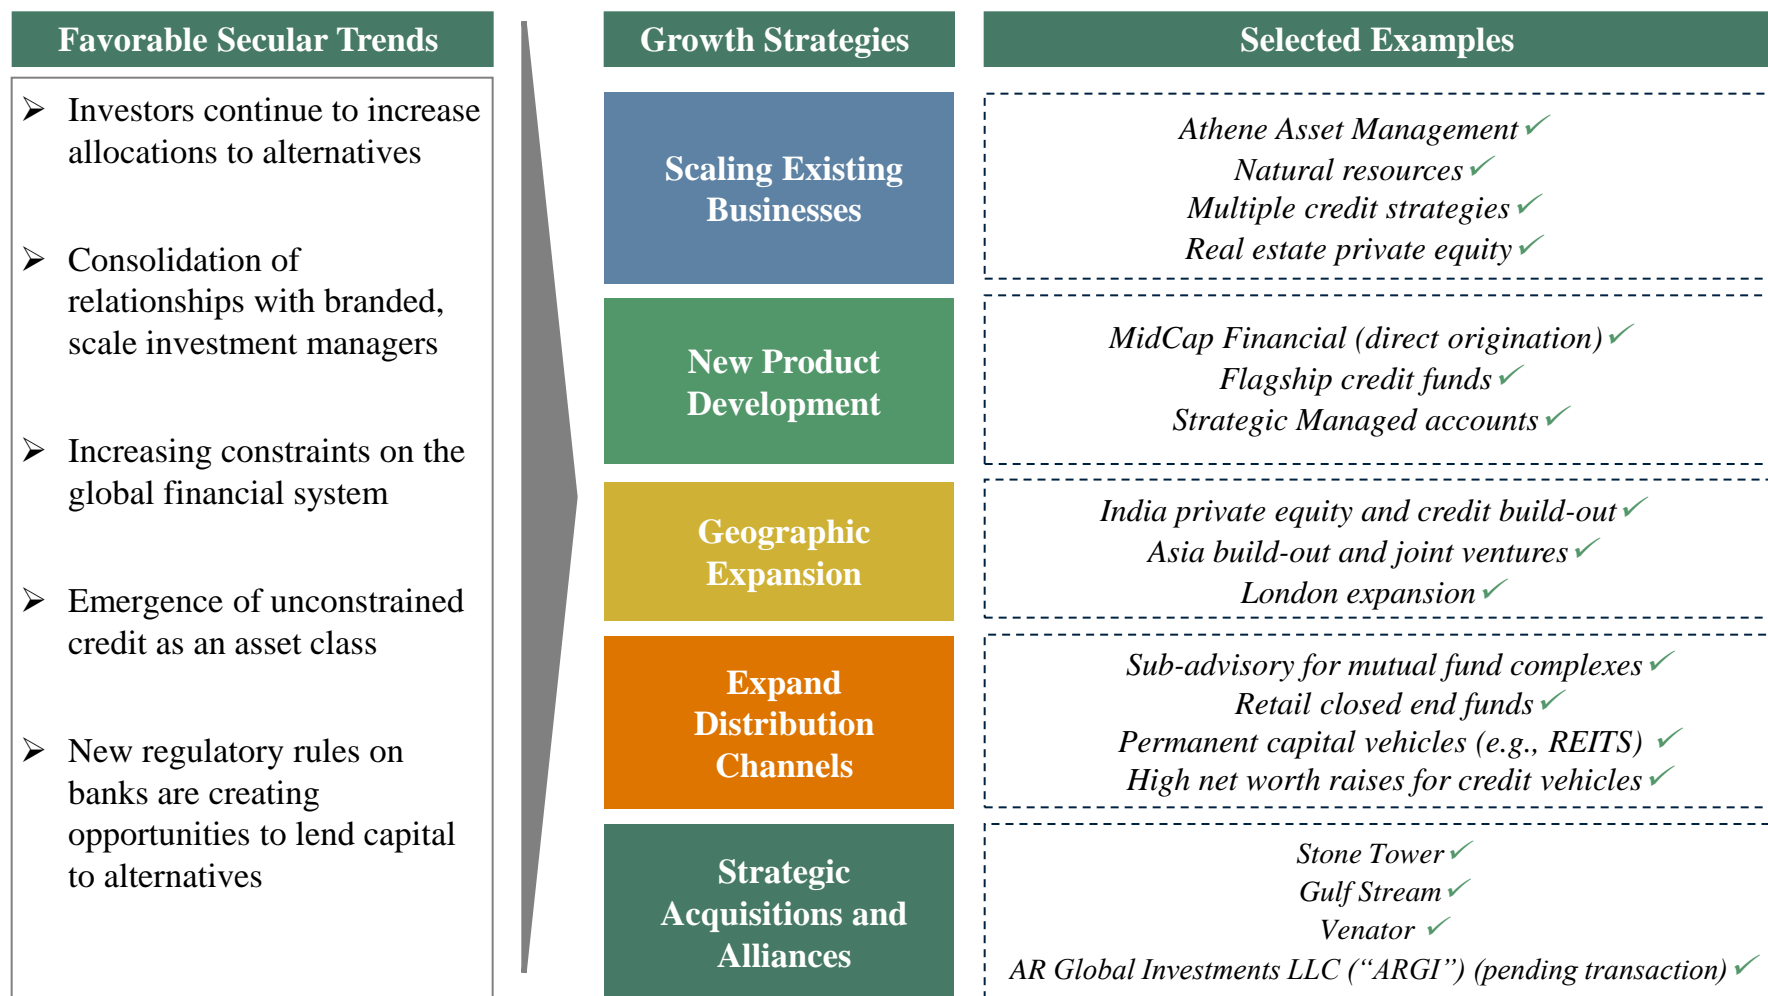 Favorable Secular Trends
➢ Investors continue to increase
allocations to alternatives
➢ Consolidation of
relationships with branded,
scale investment managers
➢ Increasing constraints on the
global financial system
➢ Emergence of unconstrained
credit as an asset class
➢ New regulatory rules on
banks are creating
opportunities to lend capital
to alternatives
Growth Strategies
Selected Examples
Scaling Existing
Businesses
Athene Asset Management ✓
Natural resources ✓
Multiple credit strategies ✓
Real estate private equity ✓
New Product
Development
MidCap Financial (direct origination) ✓
Flagship credit funds ✓
Strategic Managed accounts ✓
Geographic
Expansion
India private equity and credit build-out ✓
Asia build-out and joint ventures ✓
London expansion ✓
Expand
Distribution
Channels
Sub-advisory for mutual fund complexes ✓
Retail closed end funds ✓
Permanent capital vehicles (e.g., REITS) ✓
High net worth raises for credit vehicles ✓
Strategic
Acquisitions and
Alliances
Stone Tower ✓
Gulf Stream ✓
Venator ✓
AR Global Investments LLC (“ARGI”) (pending transaction) ✓